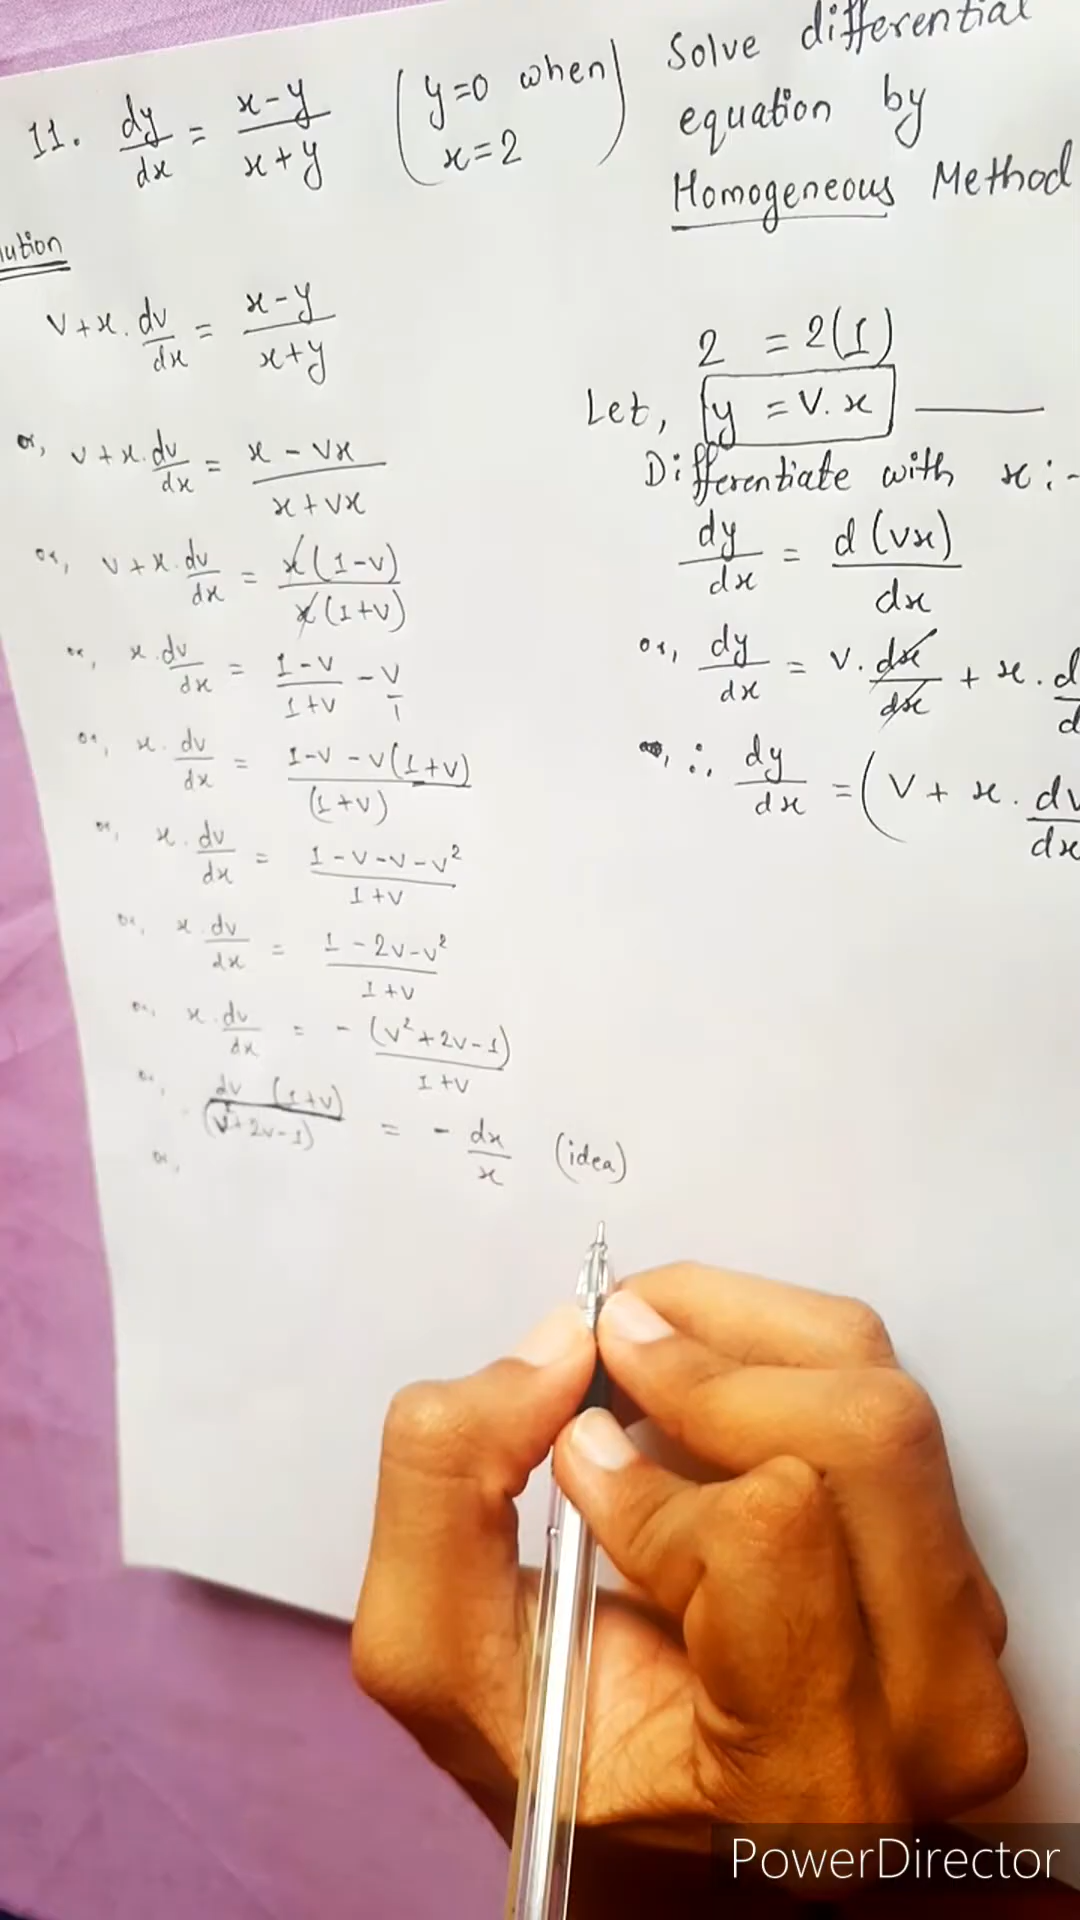 11. dy/dx = x-y/x+y (y=0 when x=2) Solve differential
equation by
Homogeneous Method
lution
v+x.dv/dx = x-y/x+y
or, v+x.dv/dx = x-vx/x+vx
or, v+x.dv/dx = x(1-v)/x(1+v)
or, x.dv/dx = 1-v/1+v - v/1
or, x.dv/dx = 1-v-v(1+v)/(1+v)
or, x.dv/dx = 1-v-v-v²/1+v
or, x.dv/dx = 1-2v-v²/1+v
or, x.dv/dx = -(v²+2v-1)/1+v
or, dv (1+v)/(v²+2v-1) = - dx/x (idea)
or,
2 = 2(1)
Let, y = v.x
Differentiate with x:-
dy/dx = d(vx)/dx
or, dy/dx = v.dx/dx + x.d/d
∴ dy/dx = (v + x.dv/dx
PowerDirector